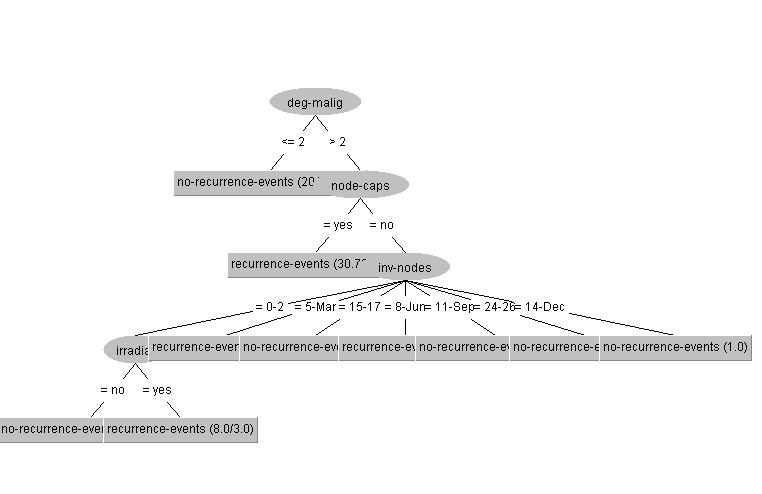 deg-malig
<= 2
> 2
no-recurrence-events (20
node-caps
= yes
= no
recurrence-events (30.7
inv-nodes
= 0-2
= 5-Mar
= 15-17
= 8-Jun
= 11-Sep
= 24-26
= 14-Dec
irradia
recurrence-even
no-recurrence-ev
recurrence-ev
no-recurrence-e
no-recurrence-e
no-recurrence-events (1.0)
= no
= yes
no-recurrence-even
recurrence-events (8.0/3.0)